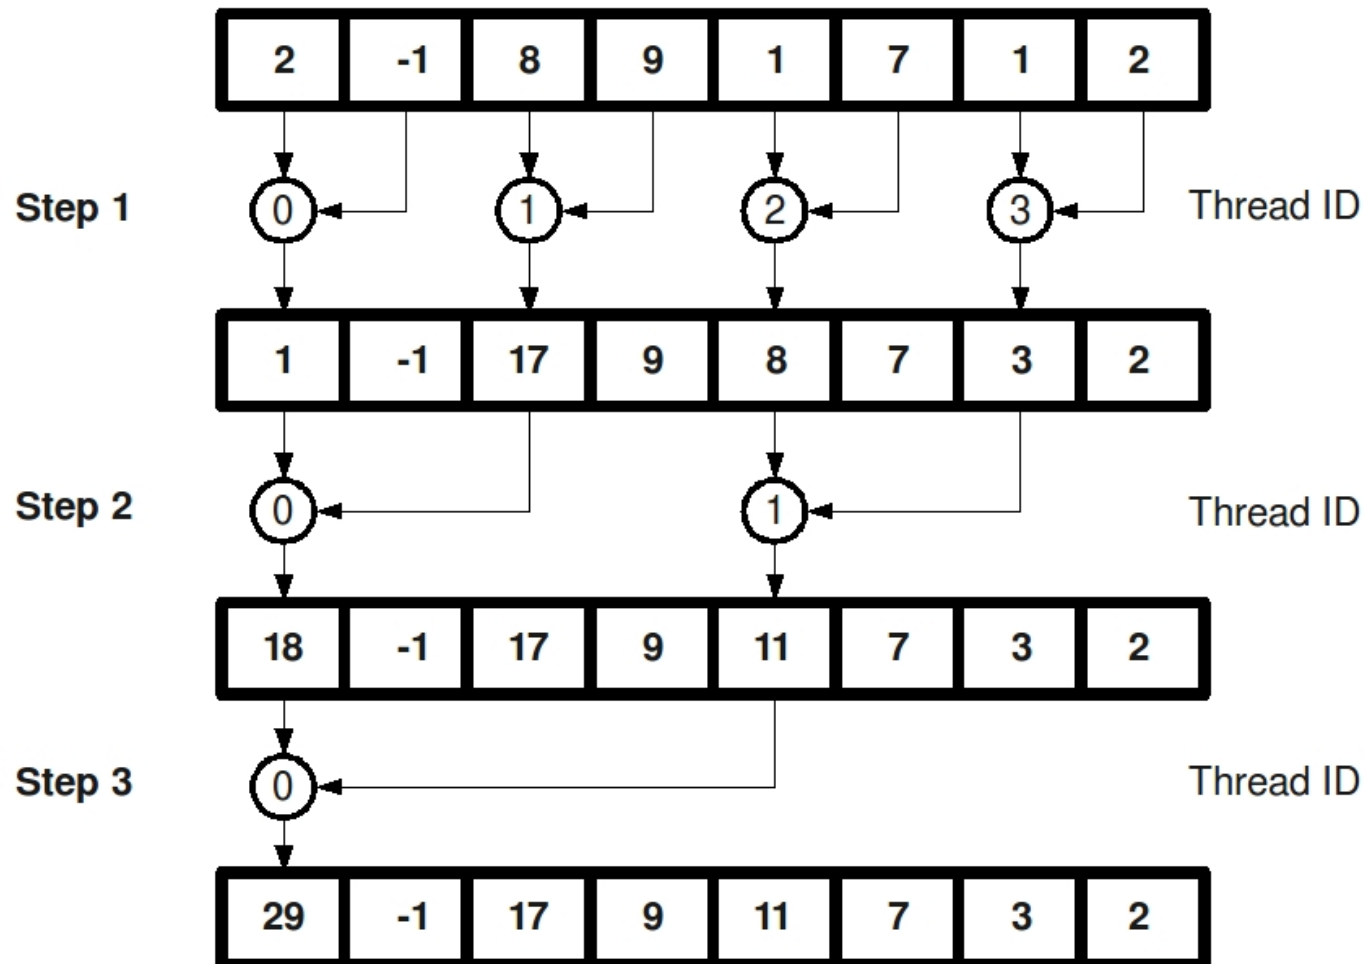 2 -1 8 9 1 7 1 2
Step 1 0 1 2 3 Thread ID
1 -1 17 9 8 7 3 2
Step 2 0 1 Thread ID
18 -1 17 9 11 7 3 2
Step 3 0 Thread ID
29 -1 17 9 11 7 3 2